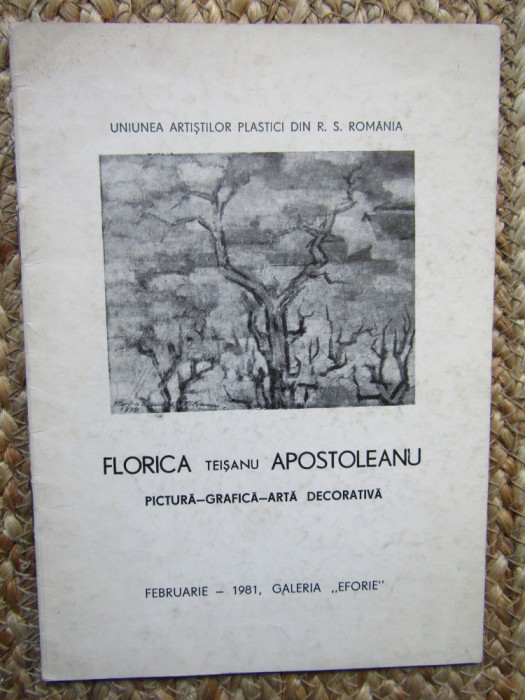 UNIUNEA ARTIȘTILOR PLASTICI DIN R. S. ROMÂNIA
FLORICA TEIȘANU APOSTOLEANU
PICTURĂ—GRAFICĂ—ARTĂ DECORATIVĂ
FEBRUARIE – 1981, GALERIA „EFORIE"